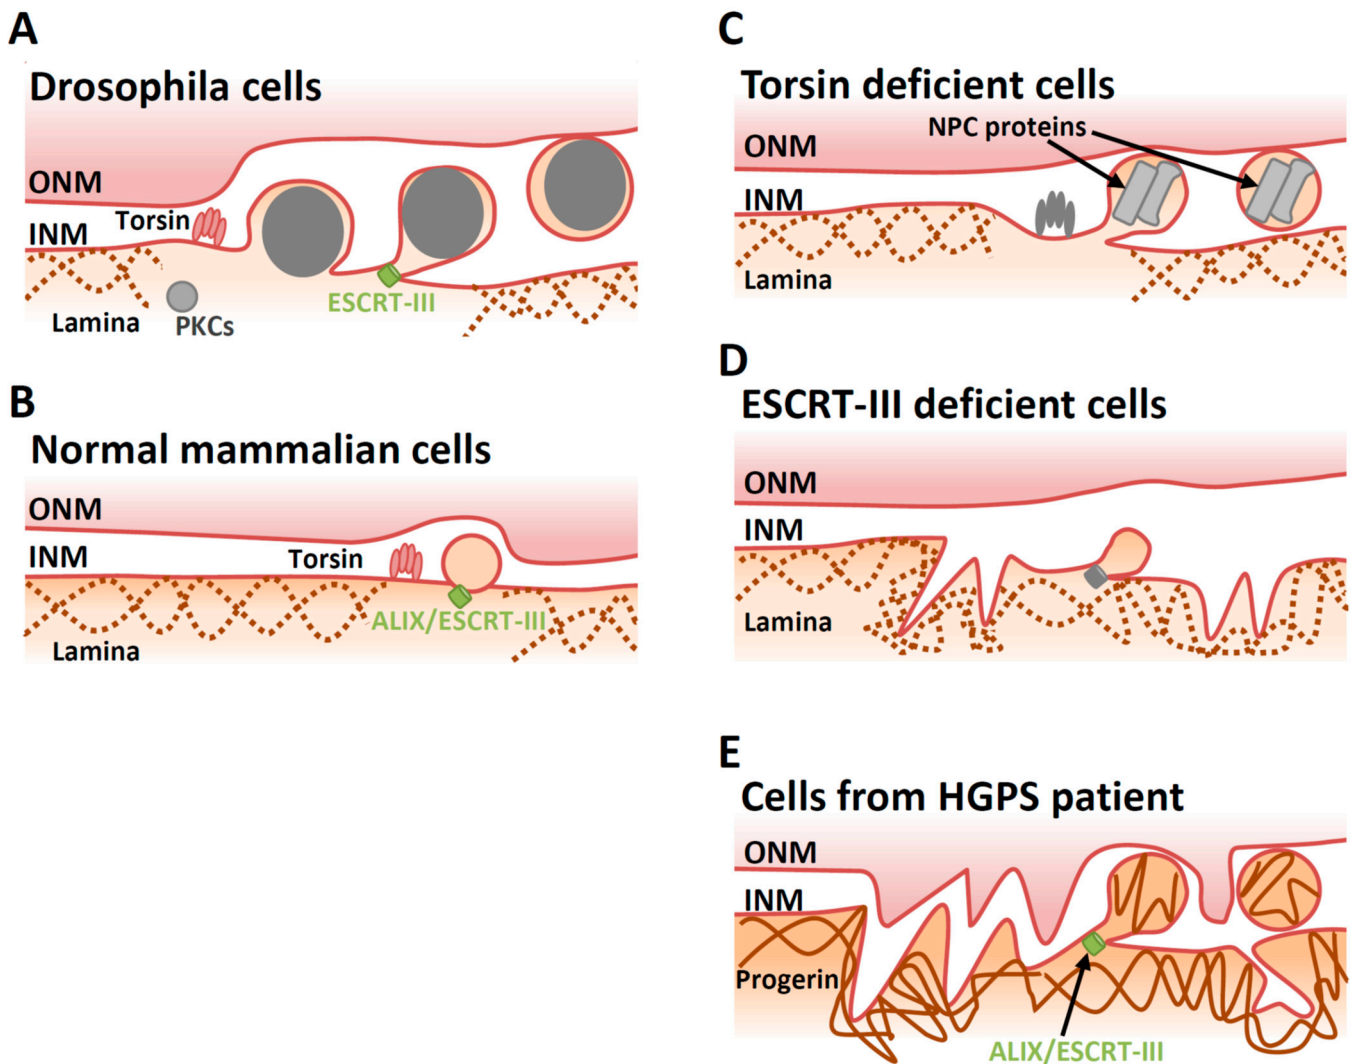 A
Drosophila cells
ONM
Torsin
INM
ESCRT-III
Lamina
PKCs
B
Normal mammalian cells
ONM
INM
Torsin
ALIX/ESCRT-III
Lamina
C
Torsin deficient cells
NPC proteins
ONM
INM
Lamina
D
ESCRT-III deficient cells
ONM
INM
Lamina
E
Cells from HGPS patient
ONM
INM
Progerin
ALIX/ESCRT-III